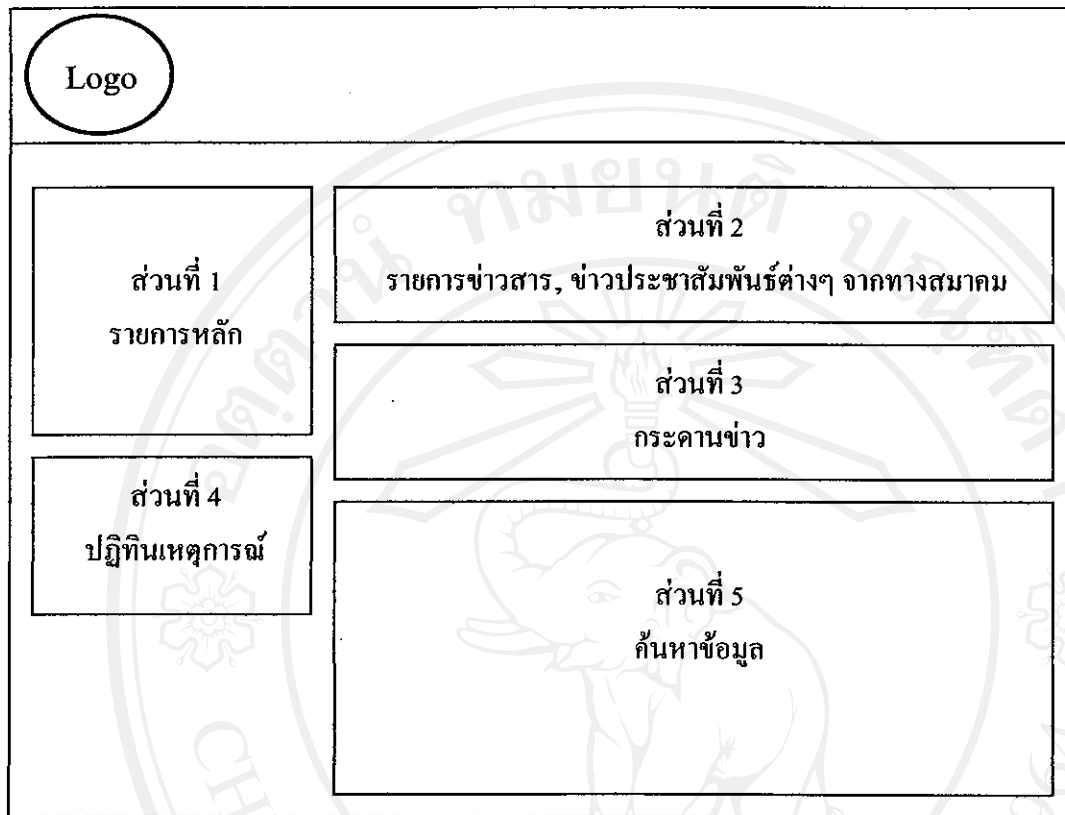 Logo
ส่วนที่ 1
รายการหลัก
ส่วนที่ 2
รายการข่าวสาร, ข่าวประชาสัมพันธ์ต่างๆ จากทางสมาคม
ส่วนที่ 3
กระดานข่าว
ส่วนที่ 4
ปฏิทินเหตุการณ์
ส่วนที่ 5
ค้นหาข้อมูล